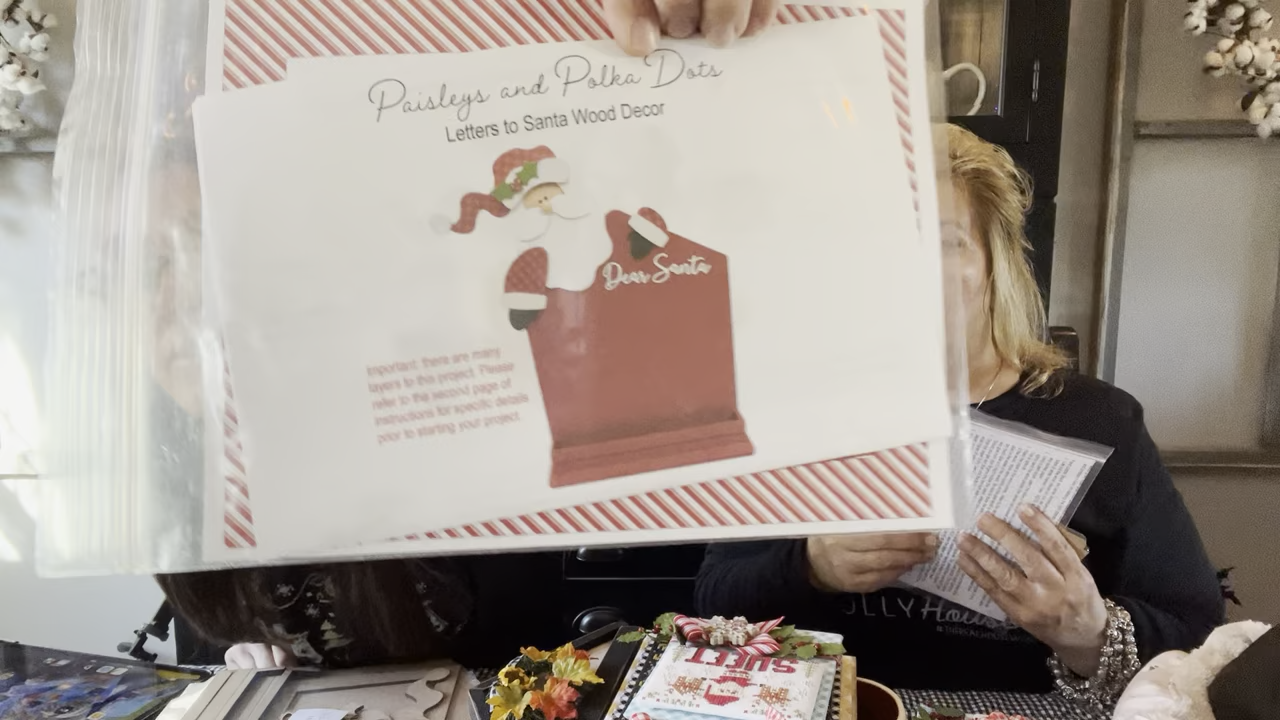 Paisleys and Polka Dots
Letters to Santa Wood Decor
Dear Santa
Important: there are many
layers to this project. Please
refer to the second page of
instructions for specific details
prior to starting your project.
SWEET